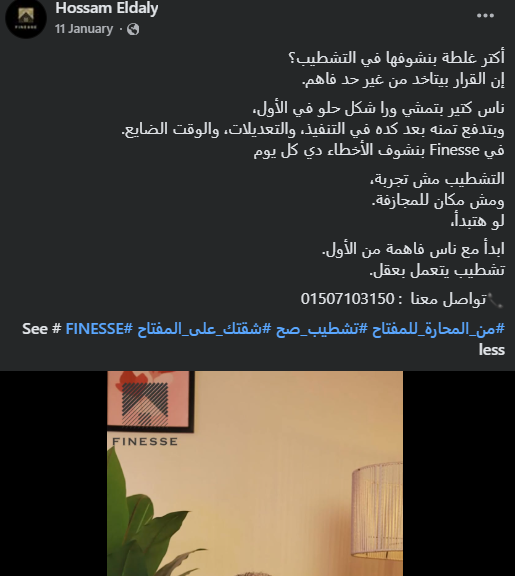 Hossam Eldaly
11 January ·
أكتر غلطة بنشوفها في التشطيب؟
إن القرار بيتاخد من غير حد فاهم.
ناس كتير بتمشي ورا شكل حلو في الأول،
وبتدفع تمنه بعد كده في التنفيذ، والتعديلات، والوقت الضايع.
في Finesse بنشوف الأخطاء دي كل يوم
التشطيب مش تجربة،
ومش مكان للمجازفة.
لو هتبدأ،
ابدأ مع ناس فاهمة من الأول.
تشطيب يتعمل بعقل.
📞تواصل معنا : 01507103150
#من_المحارة_للمفتاح #تشطيب_صح #شقتك_على_المفتاح #FINESSE # See
less
FINESSE